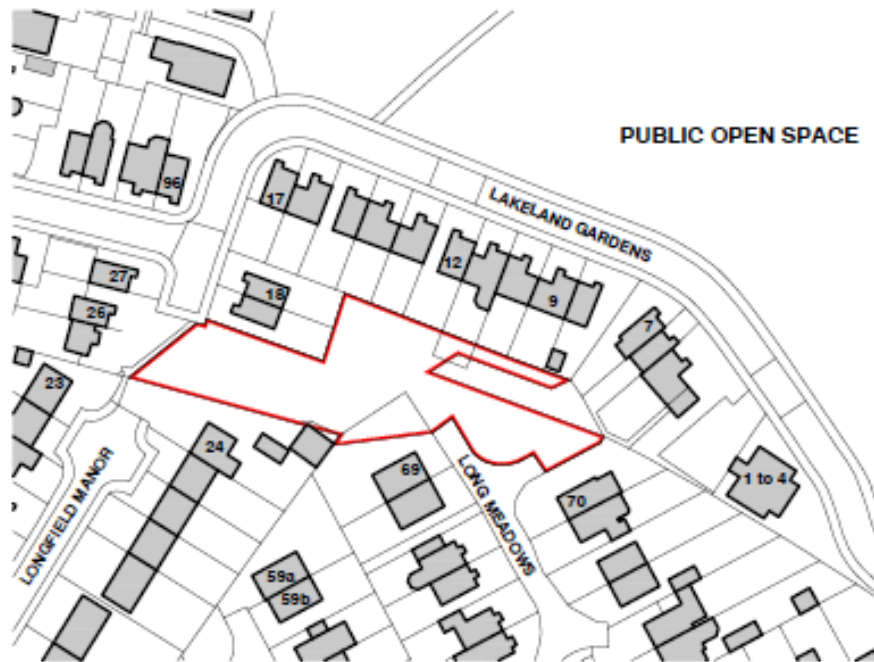 PUBLIC OPEN SPACE
96
LAKELAND GARDENS
17
12
27
18
9
26
7
23
24
69
LONG MEADOWS
1 to 4
70
LONGFIELD MANOR
59a
59b